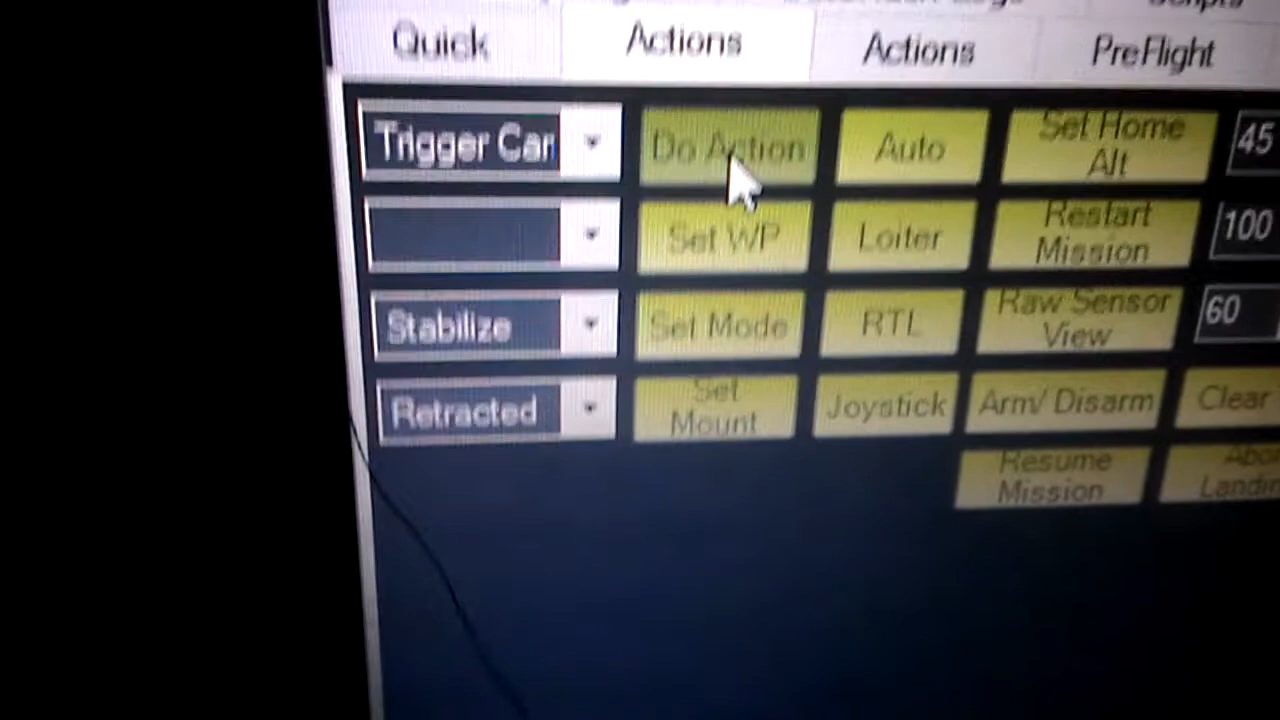 Scripts
Quick Actions Actions PreFlight
Trigger Car Do Action Auto Set Home Alt 45
Set WP Loiter Restart Mission 100
Stabilize Set Mode RTL Raw Sensor View 60
Retracted Set Mount Joystick Arm/ Disarm Clear
Resume Mission